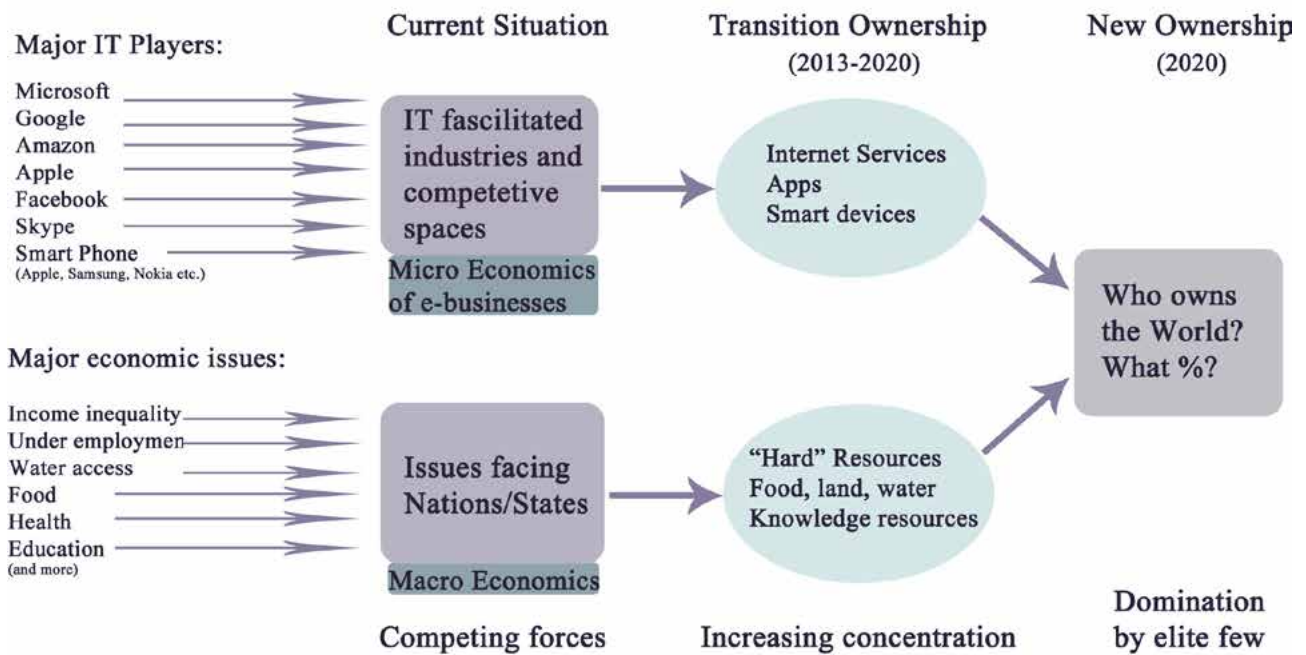 Major IT Players:
Microsoft
Google
Amazon
Apple
Facebook
Skype
Smart Phone
(Apple, Samsung, Nokia etc.)
Current Situation
IT fascilitated
industries and
competetive
spaces
Micro Economics
of e-businesses
Transition Ownership
(2013-2020)
Internet Services
Apps
Smart devices
New Ownership
(2020)
Who owns
the World?
What %?
Major economic issues:
Income inequality
Under employmen
Water access
Food
Health
Education
(and more)
Issues facing
Nations/States
Macro Economics
"Hard" Resources
Food, land, water
Knowledge resources
Competing forces
Increasing concentration
Domination
by elite few